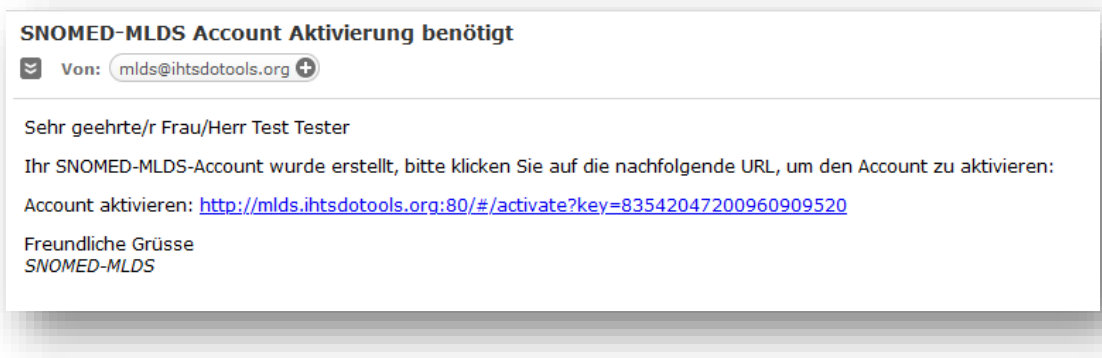 SNOMED-MLDS Account Aktivierung benötigt
Von: mlds@ihtsdotools.org
Sehr geehrte/r Frau/Herr Test Tester
Ihr SNOMED-MLDS-Account wurde erstellt, bitte klicken Sie auf die nachfolgende URL, um den Account zu aktivieren:
Account aktivieren: http://mlds.ihtsdotools.org:80/#/activate?key=83542047200960909520
Freundliche Grüsse
SNOMED-MLDS